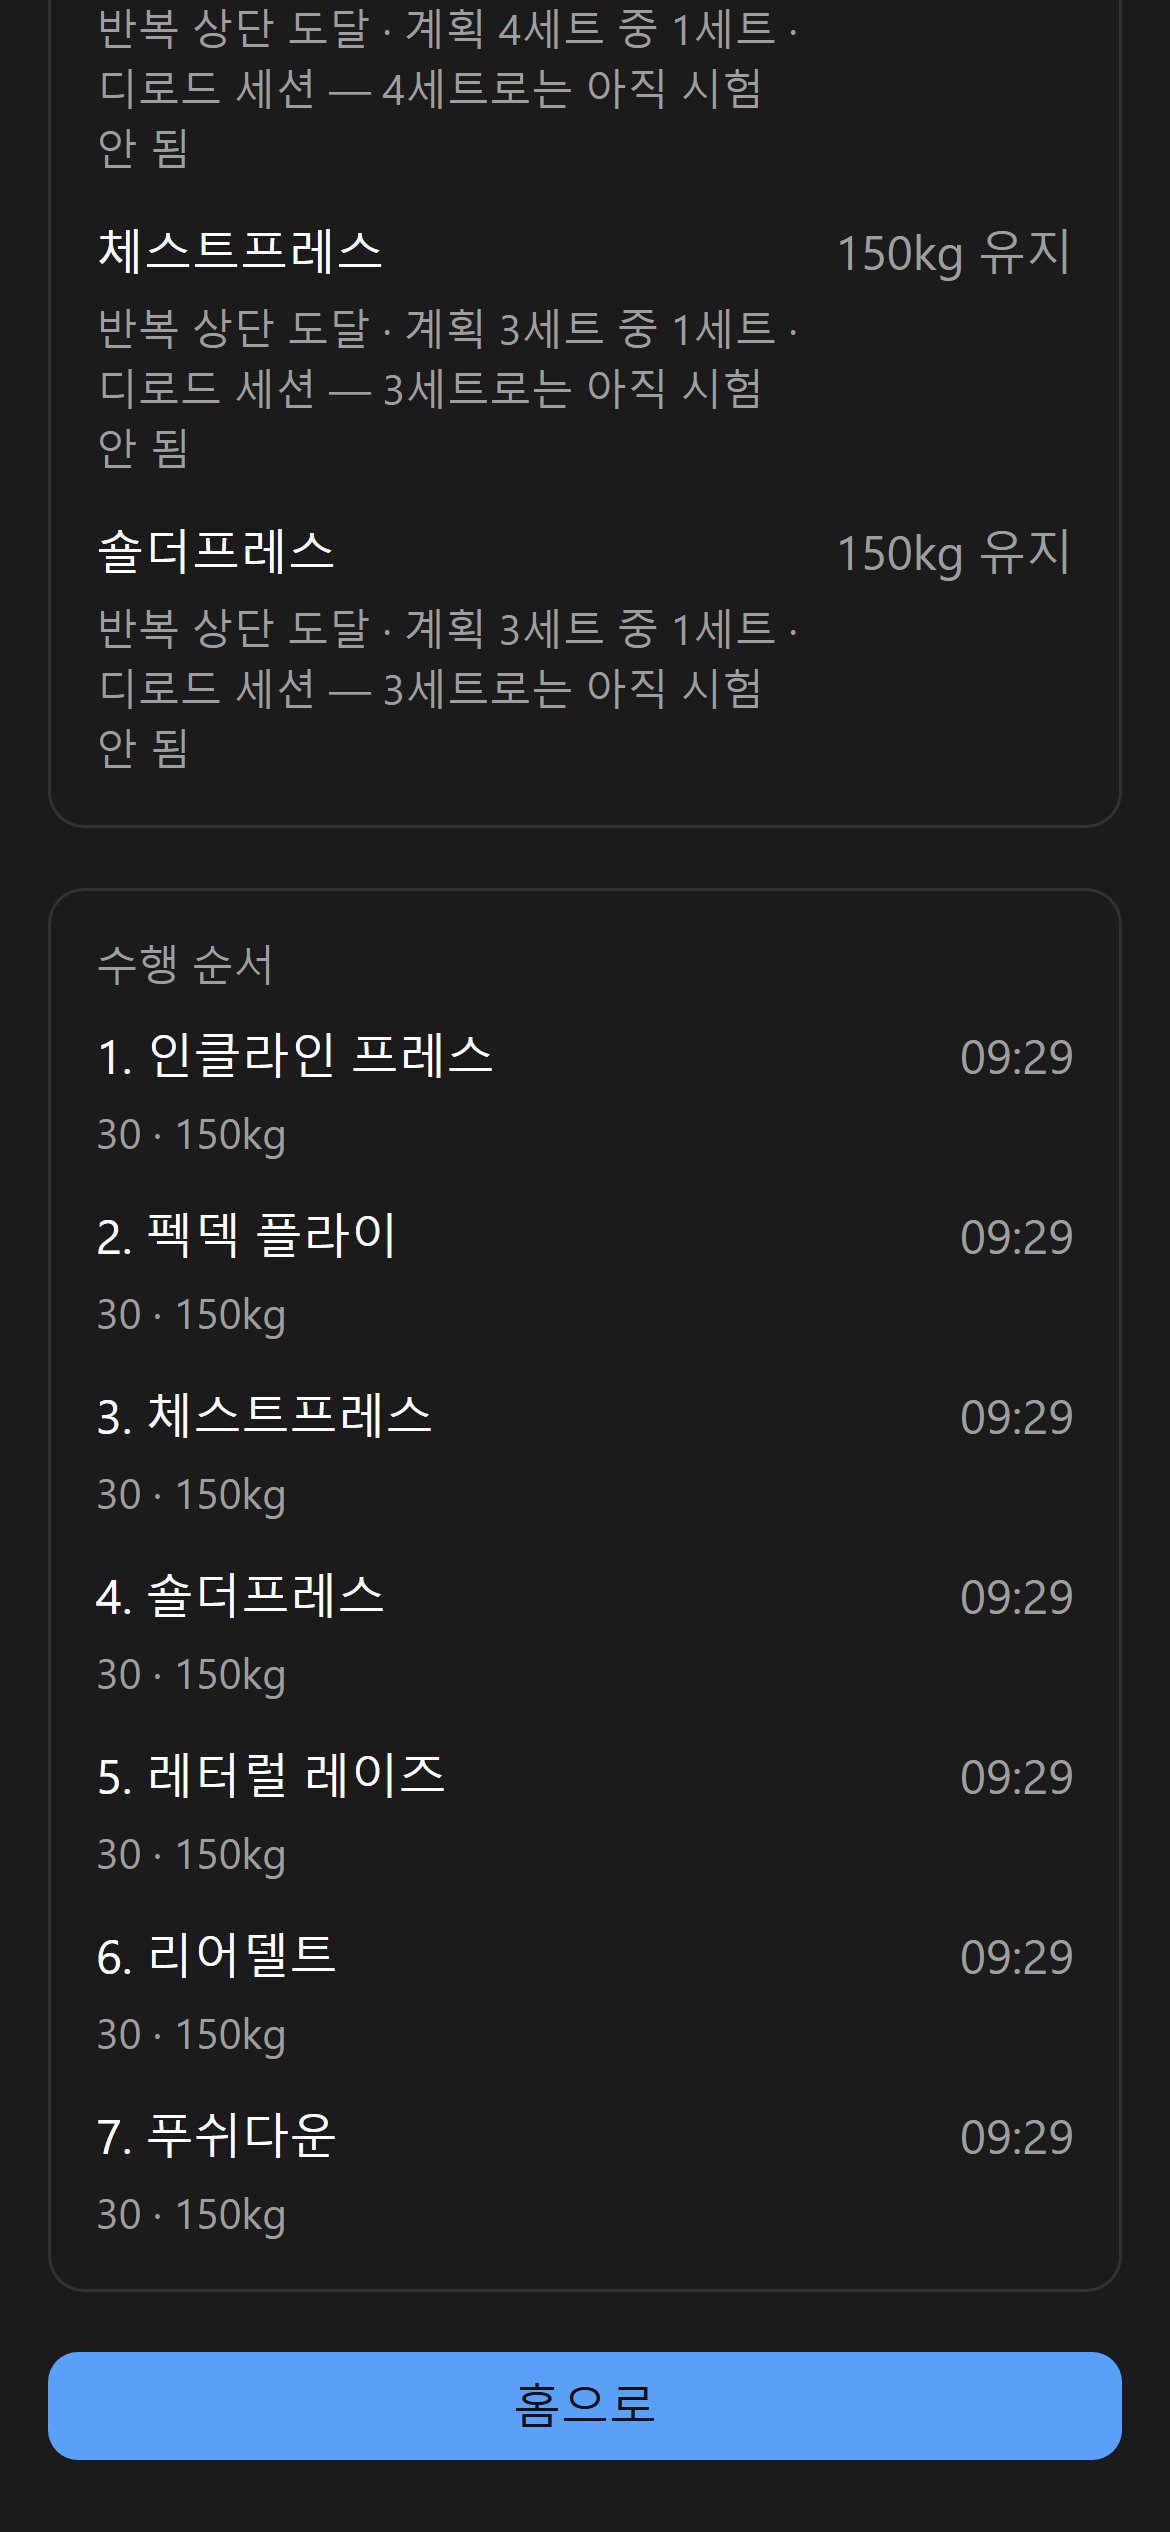 반복 상단 도달 · 계획 4세트 중 1세트 ·
디로드 세션 — 4세트로는 아직 시험
안 됨
체스트프레스 150kg 유지
반복 상단 도달 · 계획 3세트 중 1세트 ·
디로드 세션 — 3세트로는 아직 시험
안 됨
숄더프레스 150kg 유지
반복 상단 도달 · 계획 3세트 중 1세트 ·
디로드 세션 — 3세트로는 아직 시험
안 됨
수행 순서
1. 인클라인 프레스 09:29
30 · 150kg
2. 펙덱 플라이 09:29
30 · 150kg
3. 체스트프레스 09:29
30 · 150kg
4. 숄더프레스 09:29
30 · 150kg
5. 레터럴 레이즈 09:29
30 · 150kg
6. 리어델트 09:29
30 · 150kg
7. 푸쉬다운 09:29
30 · 150kg
홈으로